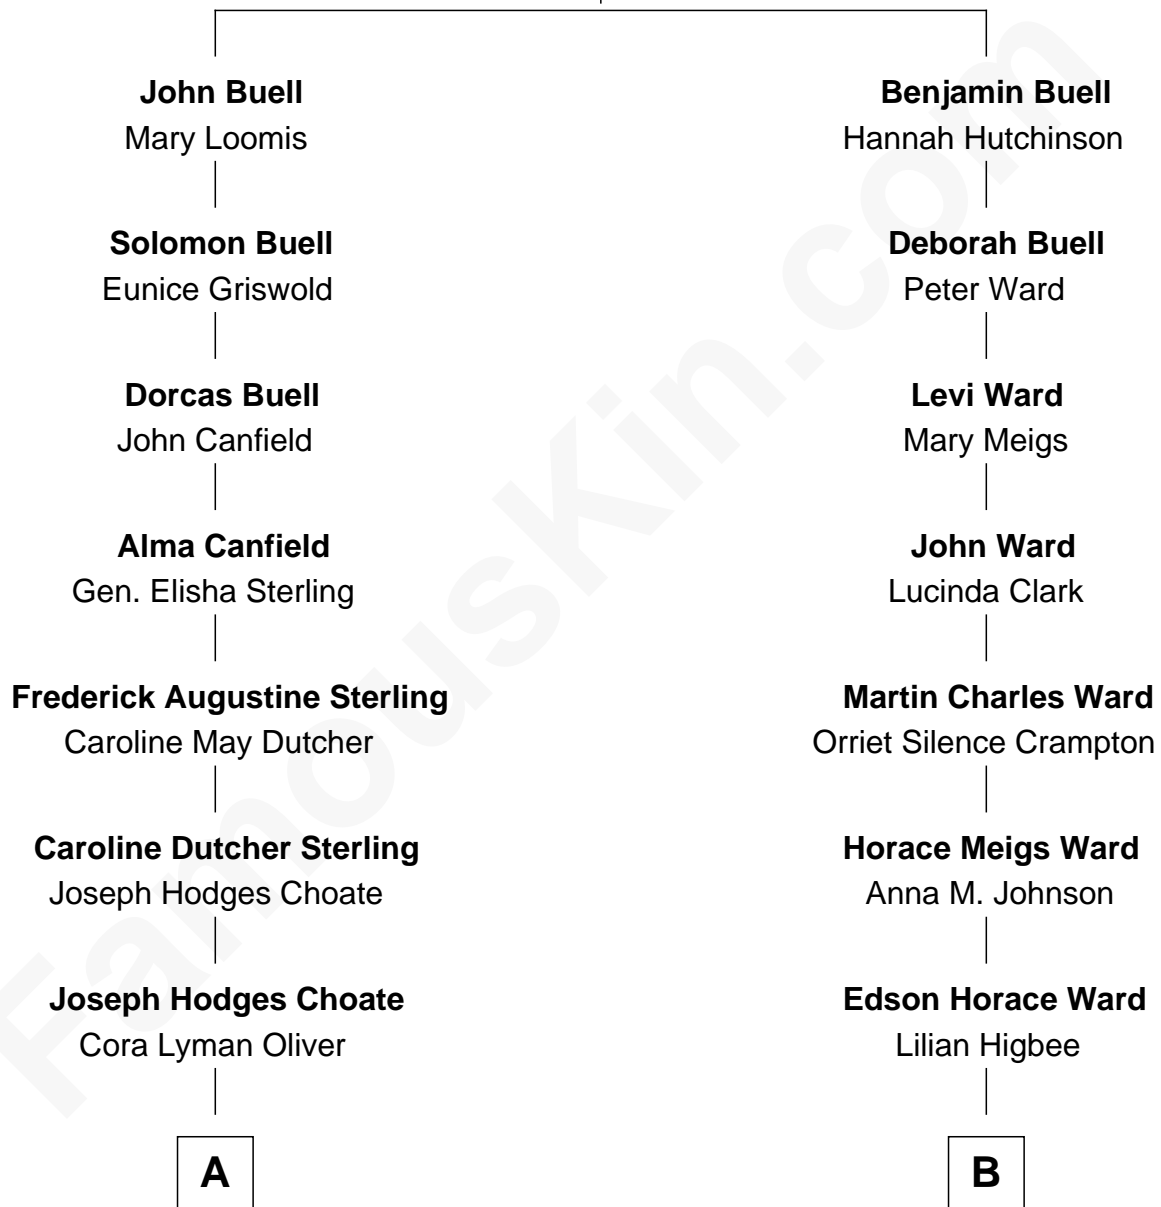 John Buell
Mary Loomis
Solomon Buell
Eunice Griswold
Dorcas Buell
John Canfield
Alma Canfield
Gen. Elisha Sterling
Frederick Augustine Sterling
Caroline May Dutcher
Caroline Dutcher Sterling
Joseph Hodges Choate
Joseph Hodges Choate
Cora Lyman Oliver
A
Benjamin Buell
Hannah Hutchinson
Deborah Buell
Peter Ward
Levi Ward
Mary Meigs
John Ward
Lucinda Clark
Martin Charles Ward
Orriet Silence Crampton
Horace Meigs Ward
Anna M. Johnson
Edson Horace Ward
Lilian Higbee
B
FamousKin.com